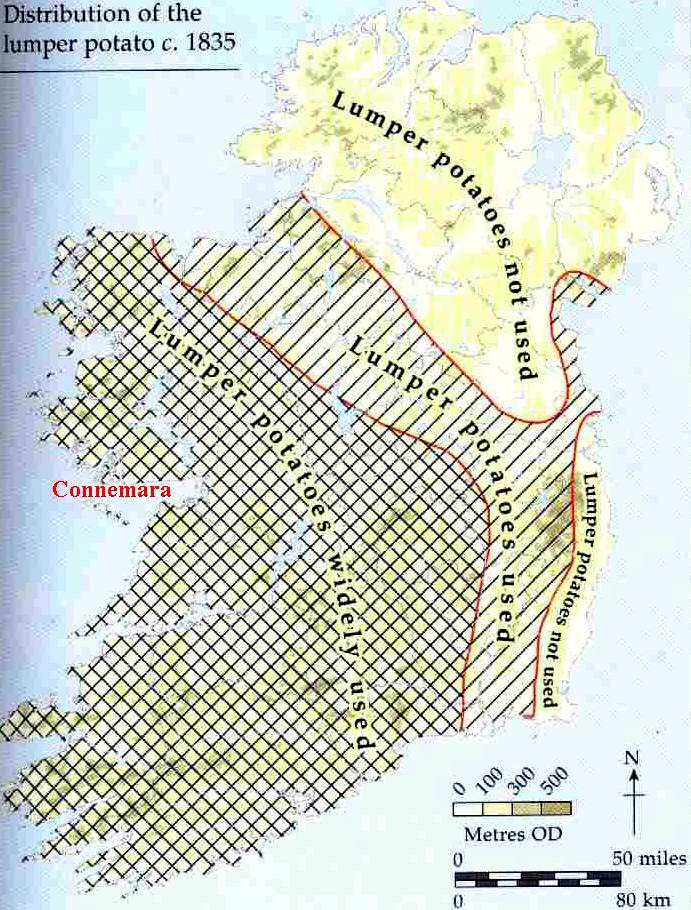 Distribution of the
lumper potato c. 1835
Lumper potatoes not used
Lumper potatoes widely used
Lumper potatoes used
Connemara
Lumper potatoes not used
0 100 300 500
Metres OD
N
0 50 miles
0 80 km